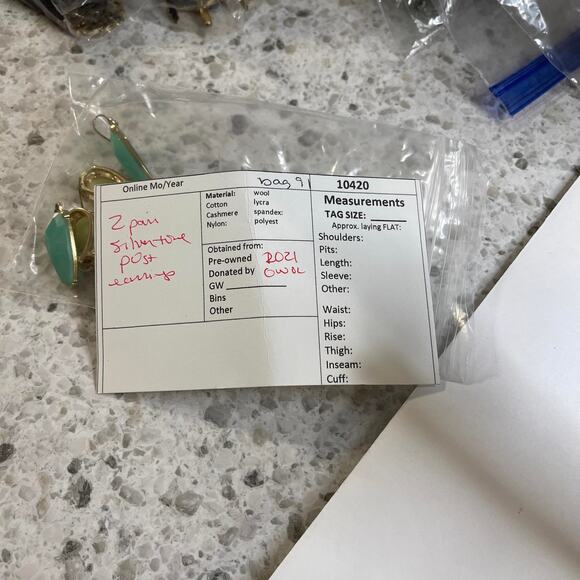 Online Mo/Year
bag 9
10420
2 pair
silvertone
post
earrings
Material: wool
Cotton lycra
Cashmere spandex:
Nylon: polyest
Obtained from:
Pre-owned 2021
Donated by
GW
Bins
Other
Measurements
TAG SIZE:
Approx. laying FLAT:
Shoulders:
Pits:
Length:
Sleeve:
Other:
Waist:
Hips:
Rise:
Thigh:
Inseam:
Cuff: